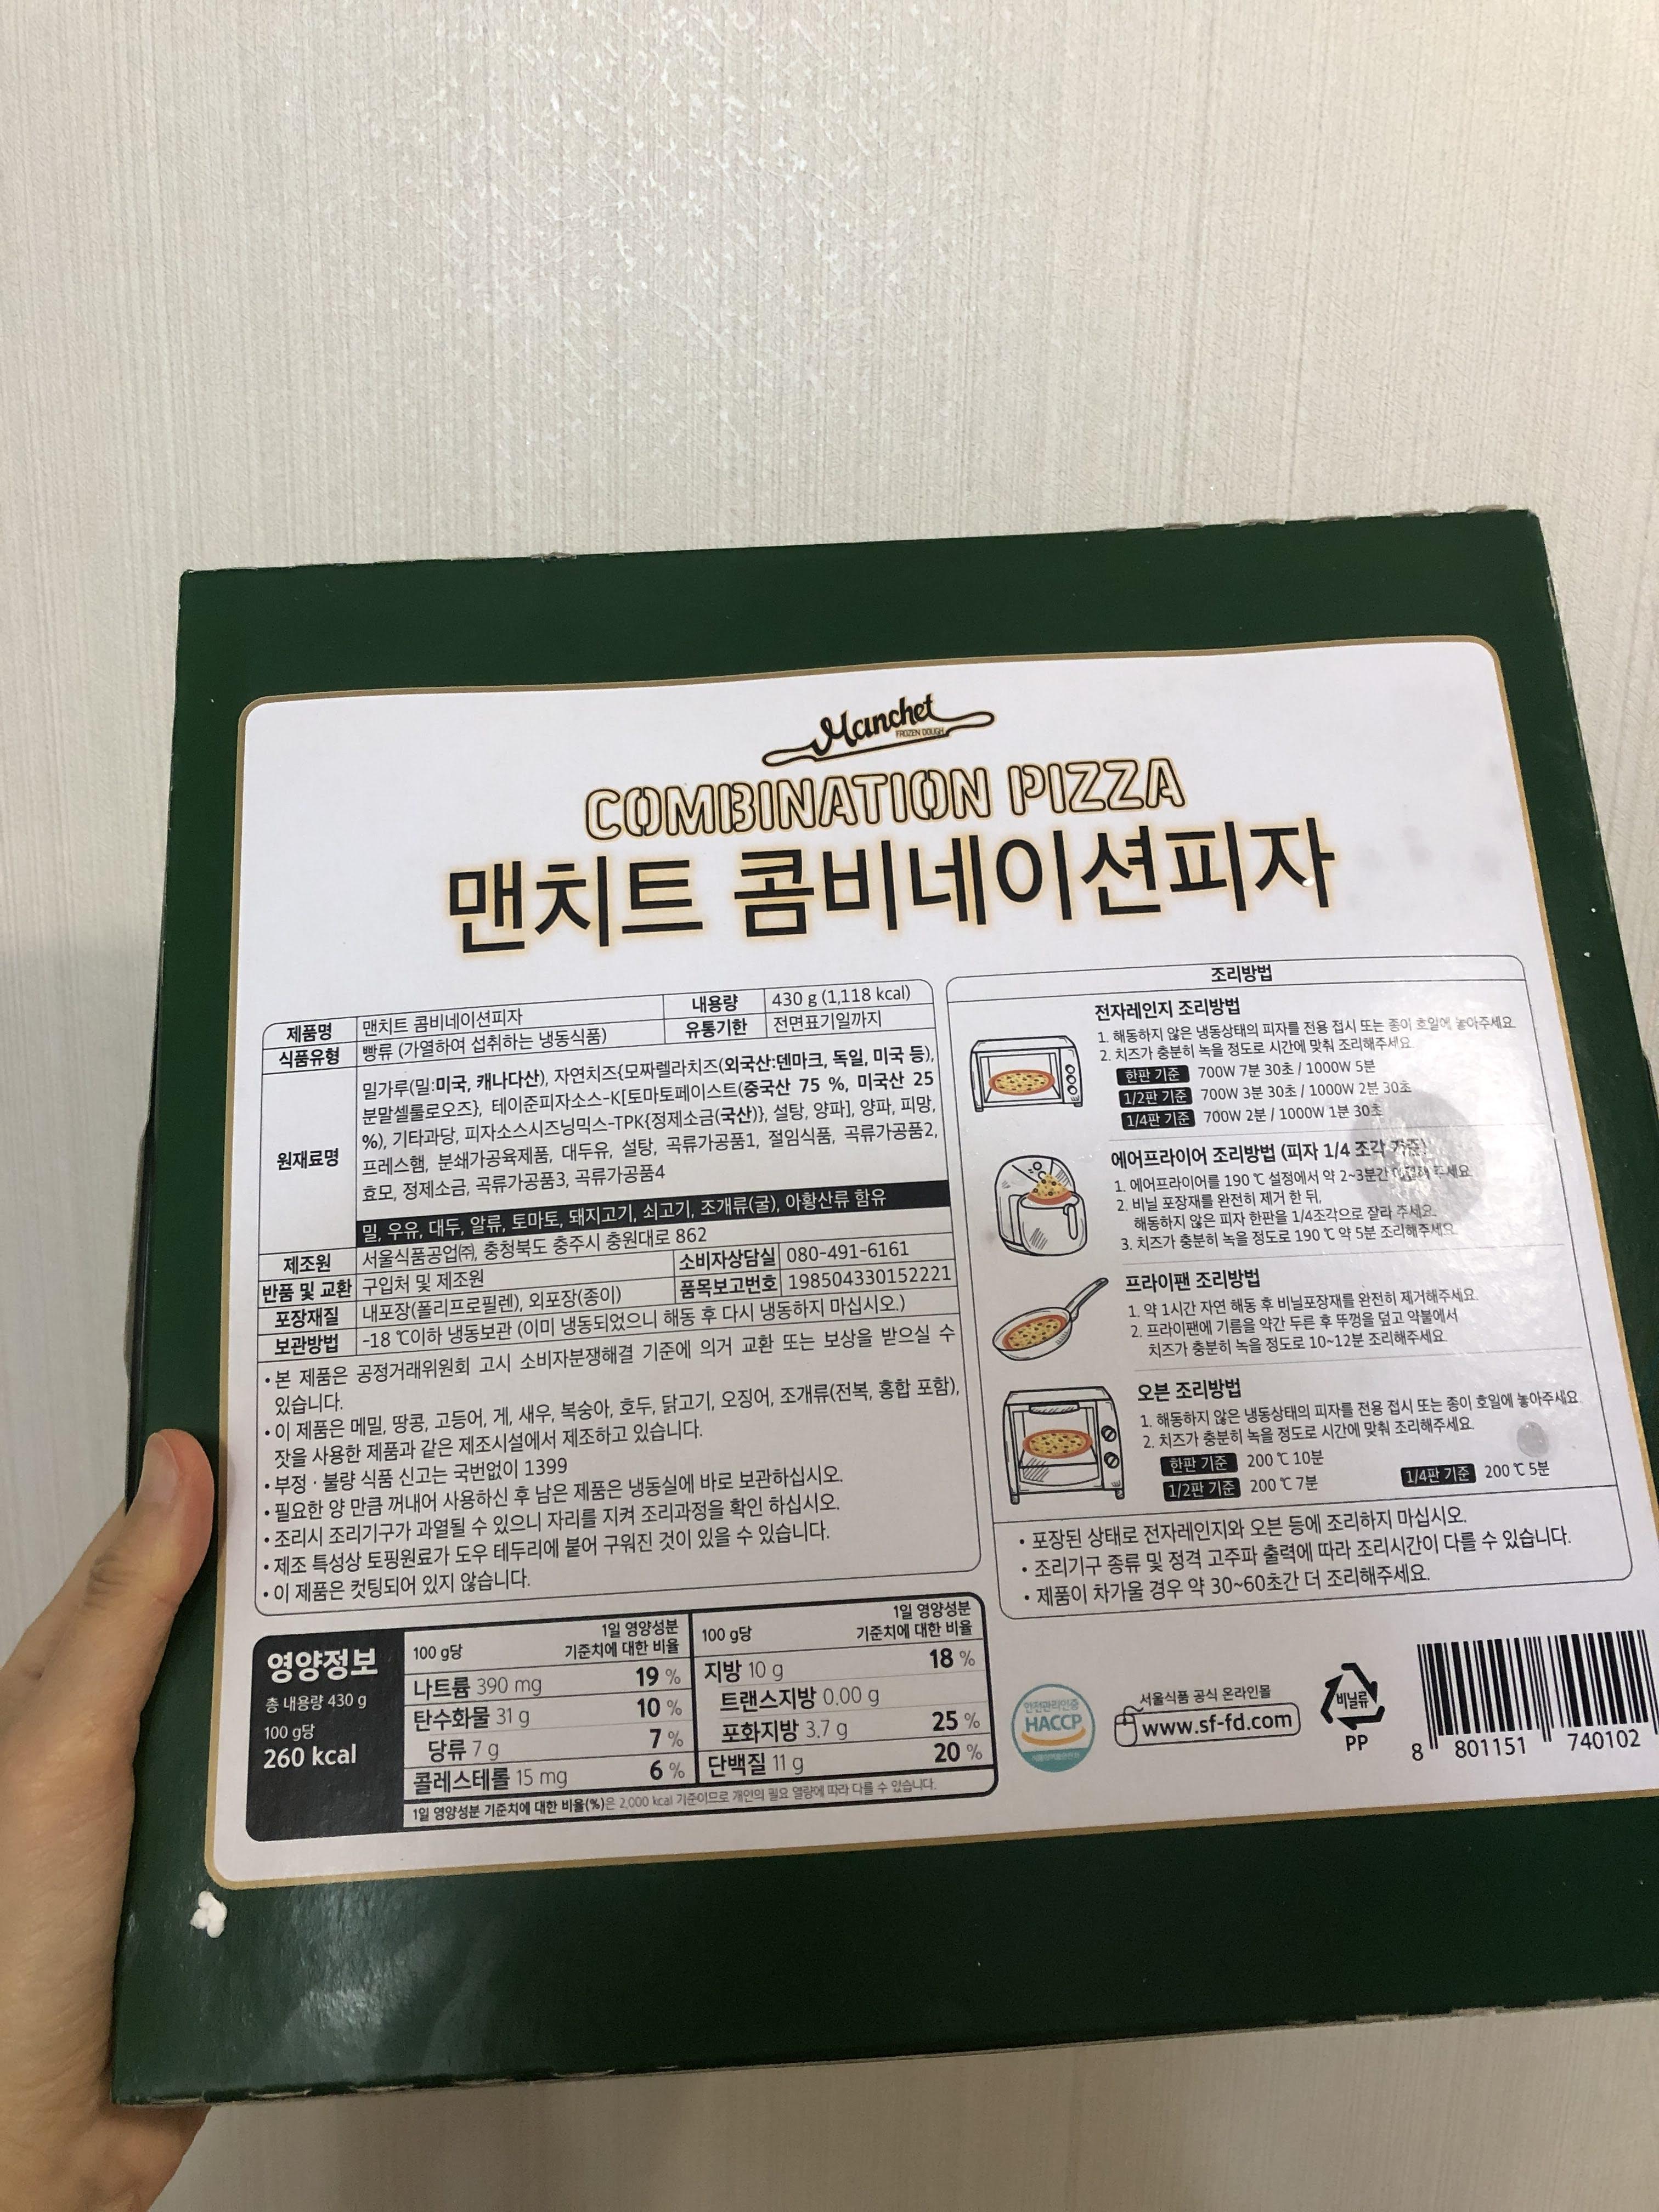 Manchet
FROZEN DOUGH
COMBINATION PIZZA
맨치트 콤비네이션피자
제품명 맨치트 콤비네이션피자 내용량 430 g (1,118 kcal)
식품유형 빵류 (가열하여 섭취하는 냉동식품) 유통기한 전면표기일까지
원재료명
밀가루(밀:미국, 캐나다산), 자연치즈{모짜렐라치즈(외국산:덴마크, 독일, 미국 등),
분말셀룰로오즈}, 테이준피자소스-K[토마토페이스트(중국산 75 %, 미국산 25
%), 기타과당, 피자소스시즈닝믹스-TPK{정제소금(국산)}, 설탕, 양파], 양파, 피망,
프레스햄, 분쇄가공육제품, 대두유, 설탕, 곡류가공품1, 절임식품, 곡류가공품2,
효모, 정제소금, 곡류가공품3, 곡류가공품4
밀, 우유, 대두, 알류, 토마토, 돼지고기, 쇠고기, 조개류(굴), 아황산류 함유
제조원 서울식품공업㈜, 충청북도 충주시 충원대로 862
반품 및 교환 구입처 및 제조원 소비자상담실 080-491-6161
포장재질 내포장(폴리프로필렌), 외포장(종이) 품목보고번호 198504330152221
보관방법 -18 ℃이하 냉동보관 (이미 냉동되었으니 해동 후 다시 냉동하지 마십시오.)
• 본 제품은 공정거래위원회 고시 소비자분쟁해결 기준에 의거 교환 또는 보상을 받으실 수
있습니다.
• 이 제품은 메밀, 땅콩, 고등어, 게, 새우, 복숭아, 호두, 닭고기, 오징어, 조개류(전복, 홍합 포함),
잣을 사용한 제품과 같은 제조시설에서 제조하고 있습니다.
• 부정 · 불량 식품 신고는 국번없이 1399
• 필요한 양 만큼 꺼내어 사용하신 후 남은 제품은 냉동실에 바로 보관하십시오.
• 조리시 조리기구가 과열될 수 있으니 자리를 지켜 조리과정을 확인 하십시오.
• 제조 특성상 토핑원료가 도우 테두리에 붙어 구워진 것이 있을 수 있습니다.
• 이 제품은 컷팅되어 있지 않습니다.
조리방법
전자레인지 조리방법
1. 해동하지 않은 냉동상태의 피자를 전용 접시 또는 종이 호일에 놓아주세요.
2. 치즈가 충분히 녹을 정도로 시간에 맞춰 조리해주세요.
한판 기준 700W 7분 30초 / 1000W 5분
1/2판 기준 700W 3분 30초 / 1000W 2분 30초
1/4판 기준 700W 2분 / 1000W 1분 30초
에어프라이어 조리방법 (피자 1/4 조각 기준)
1. 에어프라이어를 190 ℃ 설정에서 약 2~3분간 주세요.
2. 비닐 포장재를 완전히 제거 한 뒤,
해동하지 않은 피자 한판을 1/4조각으로 잘라 주세요.
3. 치즈가 충분히 녹을 정도로 190 ℃ 약 5분 조리해주세요.
프라이팬 조리방법
1. 약 1시간 자연 해동 후 비닐포장재를 완전히 제거해주세요.
2. 프라이팬에 기름을 약간 두른 후 뚜껑을 덮고 약불에서
치즈가 충분히 녹을 정도로 10~12분 조리해주세요.
오븐 조리방법
1. 해동하지 않은 냉동상태의 피자를 전용 접시 또는 종이 호일에 놓아주세요.
2. 치즈가 충분히 녹을 정도로 시간에 맞춰 조리해주세요.
한판 기준 200 ℃ 10분
1/2판 기준 200 ℃ 7분 1/4판 기준 200 ℃ 5분
• 포장된 상태로 전자레인지와 오븐 등에 조리하지 마십시오.
• 조리기구 종류 및 정격 고주파 출력에 따라 조리시간이 다를 수 있습니다.
• 제품이 차가울 경우 약 30~60초간 더 조리해주세요.
영양정보
총 내용량 430 g
100 g당
260 kcal
100 g당 1일 영양성분 기준치에 대한 비율
나트륨 390 mg 19 %
탄수화물 31 g 10 %
당류 7 g 7 %
콜레스테롤 15 mg 6 %
100 g당 1일 영양성분 기준치에 대한 비율
지방 10 g 18 %
트랜스지방 0.00 g
포화지방 3.7 g 25 %
단백질 11 g 20 %
1일 영양성분 기준치에 대한 비율(%)은 2,000 kcal 기준이므로 개인의 필요 열량에 따라 다를 수 있습니다.
안전관리인증
HACCP
서울식품 공식 온라인몰
www.sf-fd.com
비닐류
PP
8 801151 740102